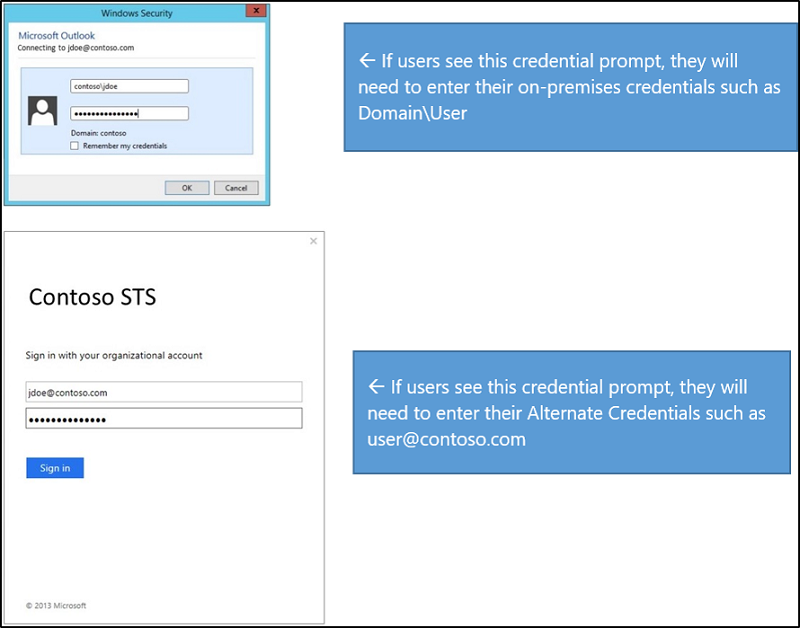 Windows Security
x
Microsoft Outlook
Connecting to jdoe@contoso.com
contoso\jdoe
●●●●●●●●●●●●●●●
Domain: contoso
Remember my credentials
OK
Cancel
← If users see this credential prompt, they will
need to enter their on-premises credentials such as
Domain\User
×
Contoso STS
Sign in with your organizational account
jdoe@contoso.com
●●●●●●●●●●●●●●
Sign in
© 2013 Microsoft
← If users see this credential prompt, they will
need to enter their Alternate Credentials such as
user@contoso.com